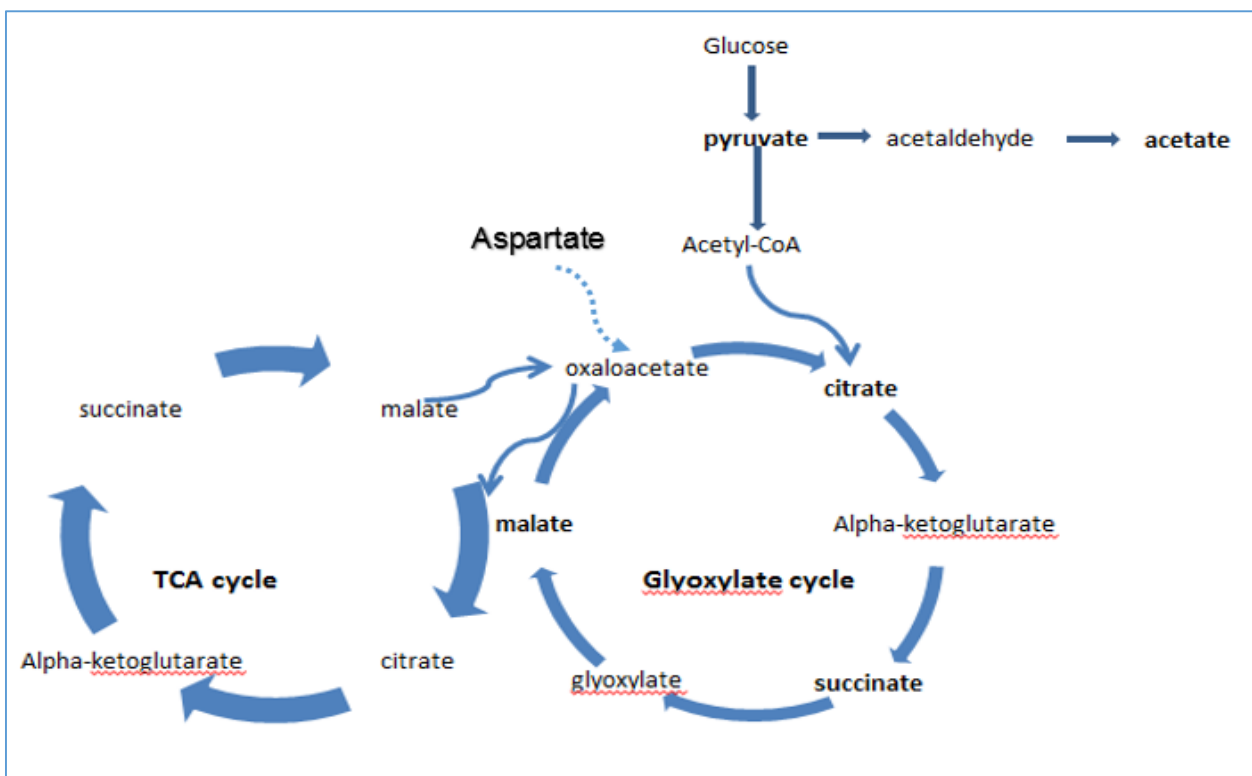 Glucose
pyruvate
acetaldehyde
acetate
Aspartate
Acetyl-CoA
oxaloacetate
citrate
succinate
malate
malate
Alpha-ketoglutarate
TCA cycle
Glyoxylate cycle
Alpha-ketoglutarate
citrate
glyoxylate
succinate